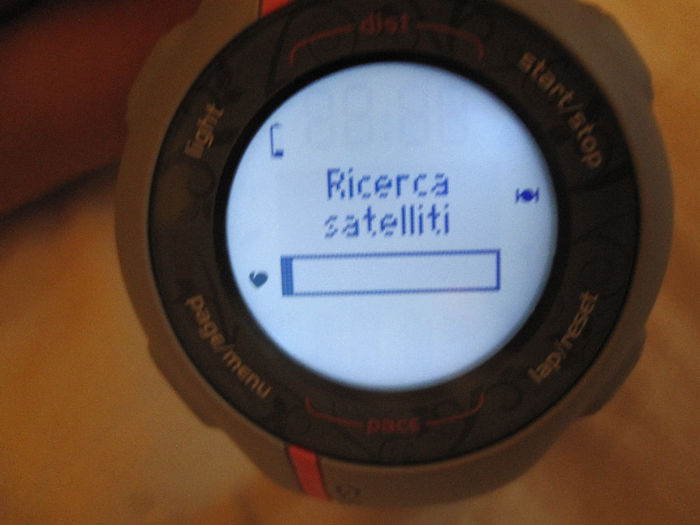 dist
light
start/stop
Ricerca
satelliti
page/menu
lap/reset
pace